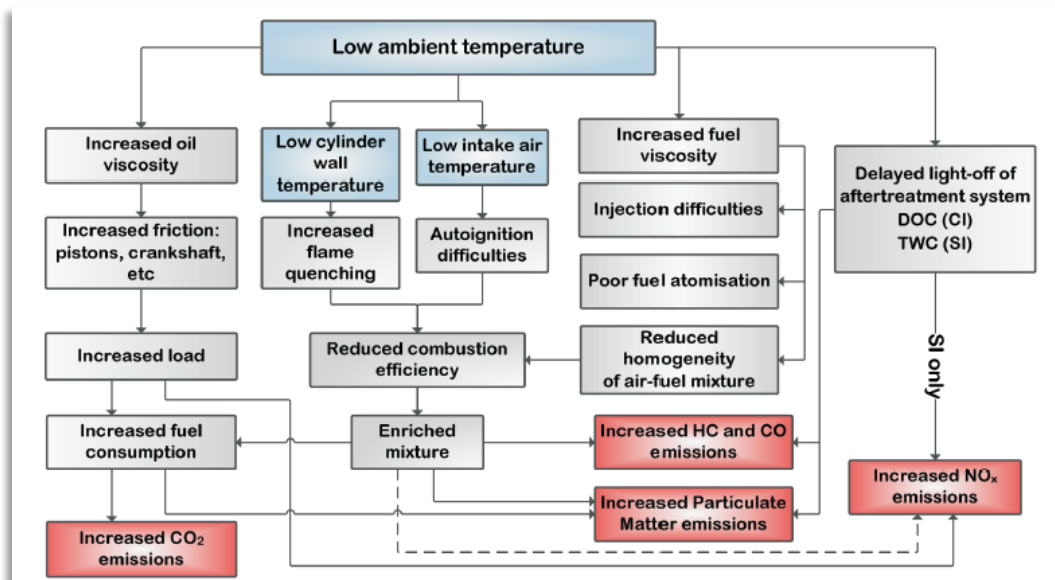 Low ambient temperature
Increased oil
viscosity
Low cylinder
wall
temperature
Low intake air
temperature
Increased fuel
viscosity
Delayed light-off of
aftertreatment system
DOC (CI)
TWC (SI)
Increased friction:
pistons, crankshaft,
etc
Increased
flame
quenching
Autoignition
difficulties
Injection difficulties
Poor fuel atomisation
Increased load
Reduced combustion
efficiency
Reduced
homogeneity
of air-fuel mixture
SI only
Increased fuel
consumption
Enriched
mixture
Increased HC and CO
emissions
Increased NOₓ
emissions
Increased Particulate
Matter emissions
Increased CO₂
emissions